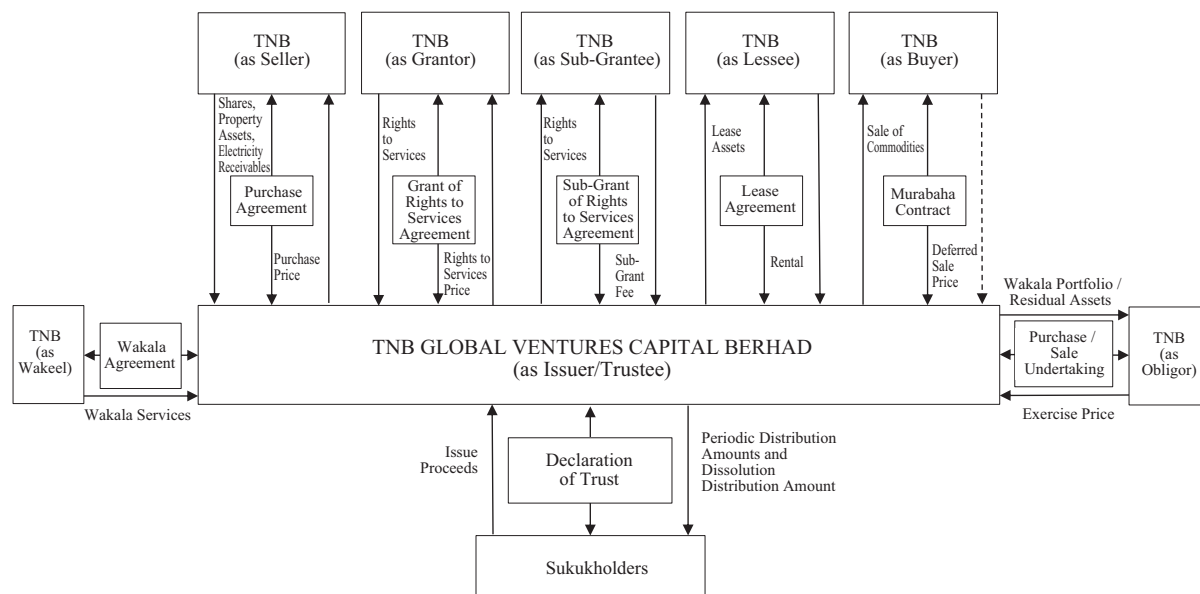 TNB
(as Seller)
TNB
(as Grantor)
TNB
(as Sub-Grantee)
TNB
(as Lessee)
TNB
(as Buyer)
Shares,
Property
Assets,
Electricity
Receivables
Rights
to
Services
Rights
to
Services
Lease
Assets
Sale of
Commodities
Purchase
Agreement
Grant of
Rights to
Services
Agreement
Sub-Grant
of Rights
to Services
Agreement
Lease
Agreement
Murabaha
Contract
Purchase
Price
Rights to
Services
Price
Sub-
Grant
Fee
Rental
Deferred
Sale
Price
Wakala Portfolio /
Residual Assets
TNB
(as
Wakeel)
Wakala
Agreement
Wakala Services
TNB GLOBAL VENTURES CAPITAL BERHAD
(as Issuer/Trustee)
Purchase /
Sale
Undertaking
TNB
(as
Obligor)
Exercise Price
Issue
Proceeds
Declaration
of Trust
Periodic Distribution
Amounts and
Dissolution
Distribution Amount
Sukukholders